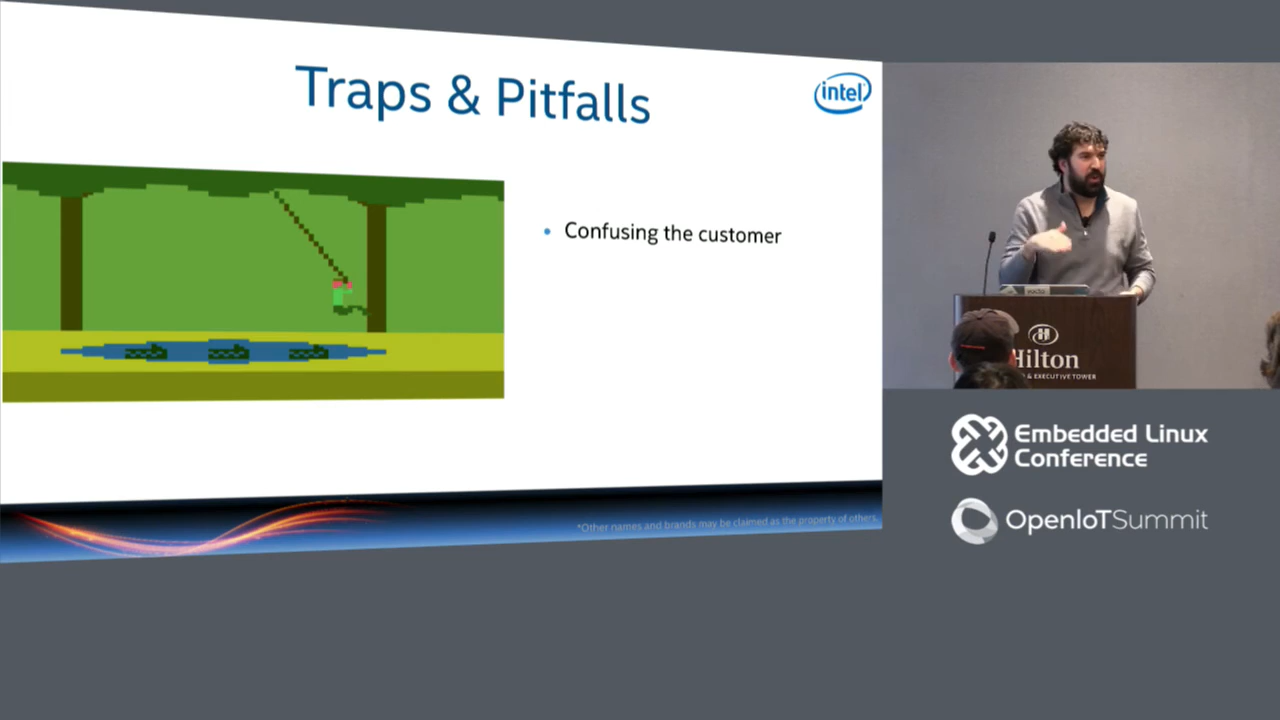 Traps & Pitfalls
intel
• Confusing the customer
*Other names and brands may be claimed as the property of others.
H
Hilton
& EXECUTIVE TOWER
Embedded Linux
Conference
OpenIoTSummit